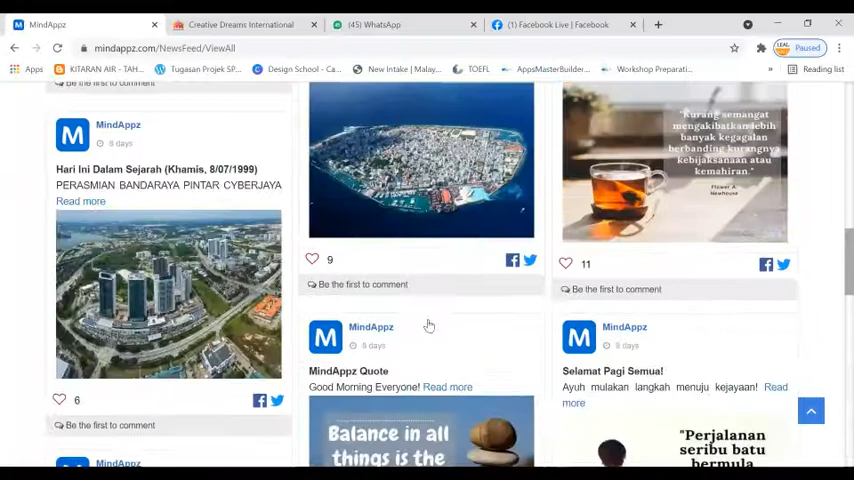 MindAppz
Creative Dreams International
(45) WhatsApp
(1) Facebook Live | Facebook
mindappz.com/NewsFeed/ViewAll
LEAL
Paused
Apps
KITARAN AIR - TAH...
Tugasan Projek SP...
Design School - Ca...
New Intake | Malay...
TOEFL
AppsMasterBuilder...
Workshop Preparati...
Reading list
Be the first to comment
M
MindAppz
8 days
Hari Ini Dalam Sejarah (Khamis, 8/07/1999)
PERASMIAN BANDARAYA PINTAR CYBERJAYA
Read more
6
Be the first to comment
MindAppz
9
Be the first to comment
M
MindAppz
8 days
MindAppz Quote
Good Morning Everyone! Read more
Balance in all
things is the
"Kurang semangat
mengakibatkan lebih
banyak kegagalan
berbanding kurangnya
kebijaksanaan atau
kemahiran."
Flower A.
Newhouse
11
Be the first to comment
M
MindAppz
8 days
Selamat Pagi Semua!
Ayuh mulakan langkah menuju kejayaan! Read
more
"Perjalanan
seribu batu
bermula